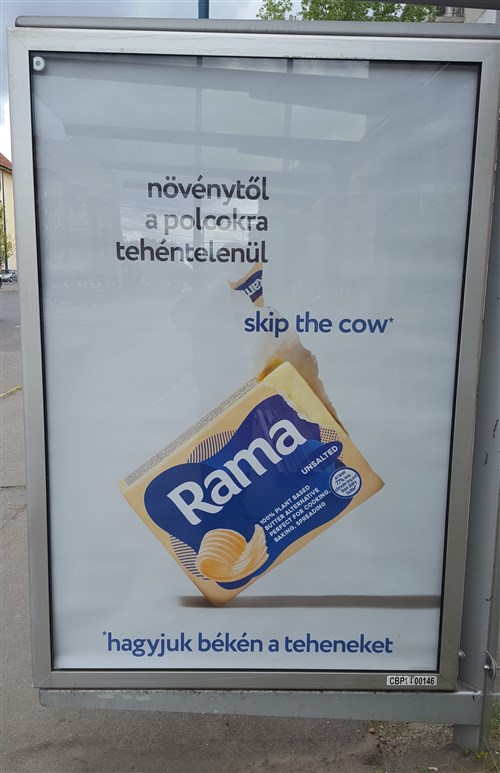 növénytől
a polcokra
tehéntelenül
skip the cow*
Rama
UNSALTED
100% PLANT BASED
BUTTER ALTERNATIVE
PERFECT FOR COOKING,
BAKING, SPREADING
*hagyjuk békén a teheneket
CBP1 00146